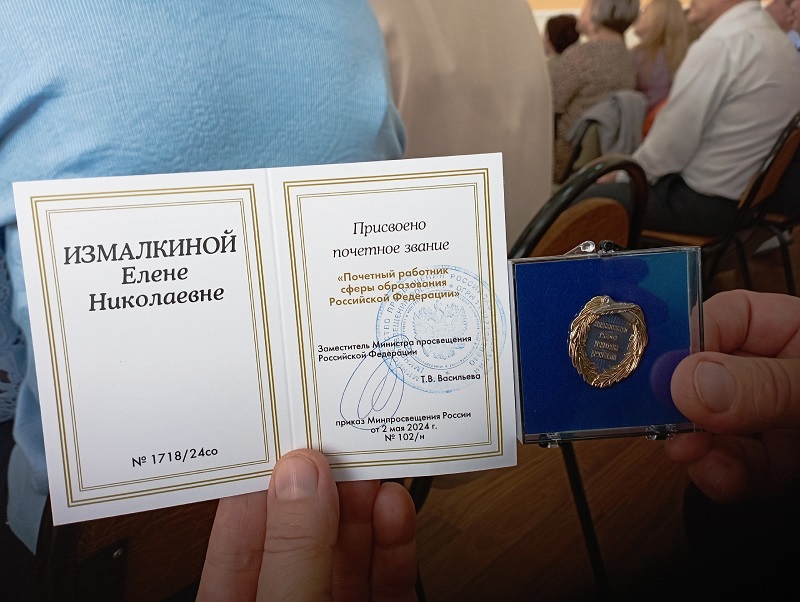 ИЗМАЛКИНОЙ
Елене
Николаевне
№ 1718/24со
Присвоено
почетное звание
«Почетный работник
сферы образования
Российской Федерации»
Заместитель Министра просвещения
Российской Федерации
Т.В. Васильева
приказ Минпросвещения России
от 2 мая 2024 г.
№ 102/н